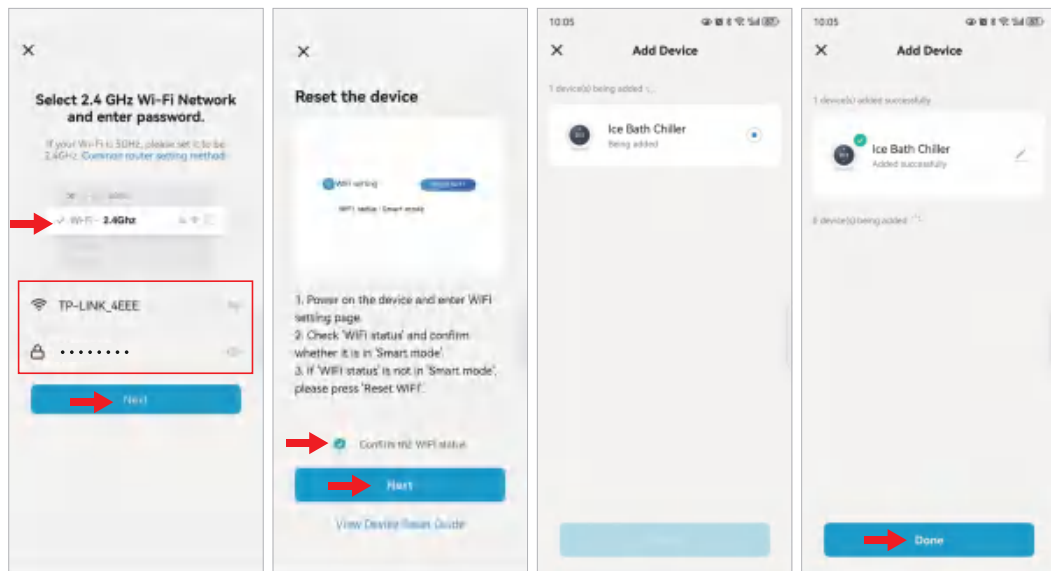 Select 2.4 GHz Wi-Fi Network
and enter password.
If your Wi-Fi is 5GHz, please set it to be
2.4GHz. Common router setting method
Wi-Fi - 2.4Ghz
TP-LINK_4EEE
Next
Reset the device
WiFi setting
WiFi status Smart mode
1. Power on the device and enter WiFi
setting page.
2. Check 'WiFi status' and confirm
whether it is in 'Smart mode'.
3. If 'WiFi status' is not in 'Smart mode',
please press 'Reset WiFi'.
Confirm the WiFi status
Next
View Device Reset Guide
10:05
Add Device
1 device(s) being added
Ice Bath Chiller
Being added
10:05
Add Device
1 device(s) added successfully
Ice Bath Chiller
Added successfully
device(s) being added
Done